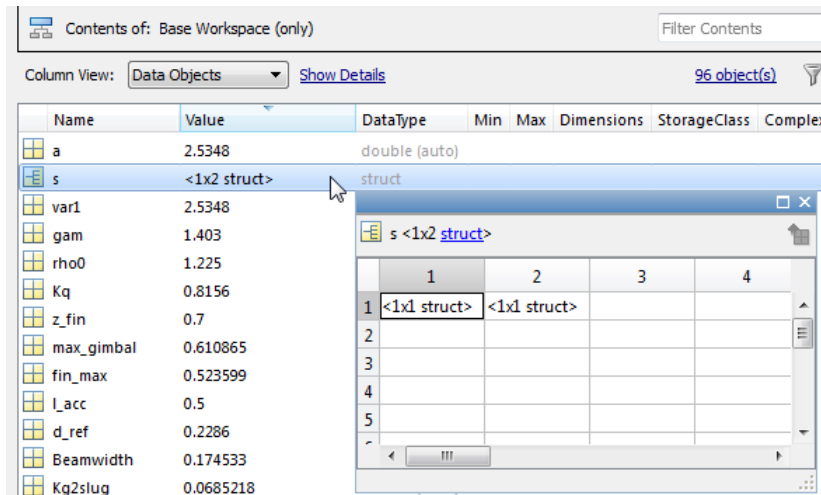 Contents of: Base Workspace (only) Filter Contents
Column View: Data Objects Show Details 96 object(s)
Name Value DataType Min Max Dimensions StorageClass Complex
a 2.5348 double (auto)
s <1x2 struct> struct
var1 2.5348
gam 1.403
rho0 1.225
Kq 0.8156
z_fin 0.7
max_gimbal 0.610865
fin_max 0.523599
l_acc 0.5
d_ref 0.2286
Beamwidth 0.174533
Kg2slug 0.0685218
s <1x2 struct>
1 2 3 4
1 <1x1 struct> <1x1 struct>
2
3
4
5